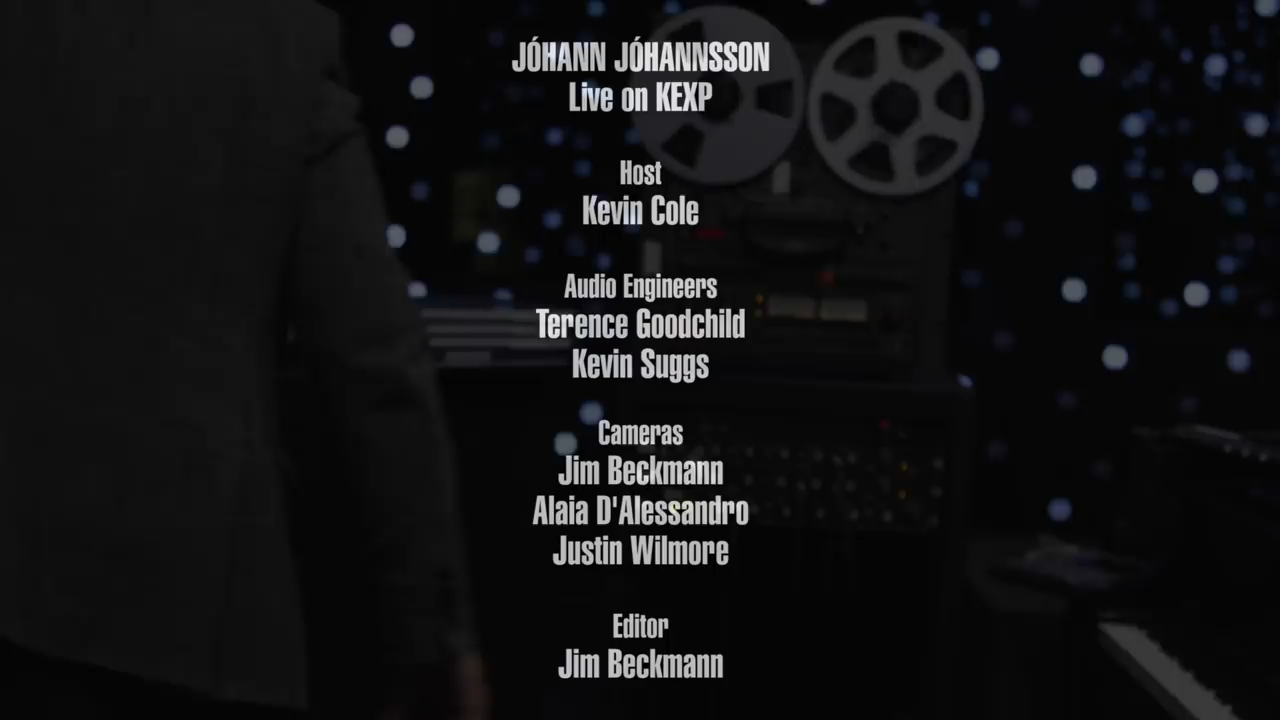 JÓHANN JÓHANNSSON
Live on KEXP
Host
Kevin Cole
Audio Engineers
Terence Goodchild
Kevin Suggs
Cameras
Jim Beckmann
Alaia D'Alessandro
Justin Wilmore
Editor
Jim Beckmann